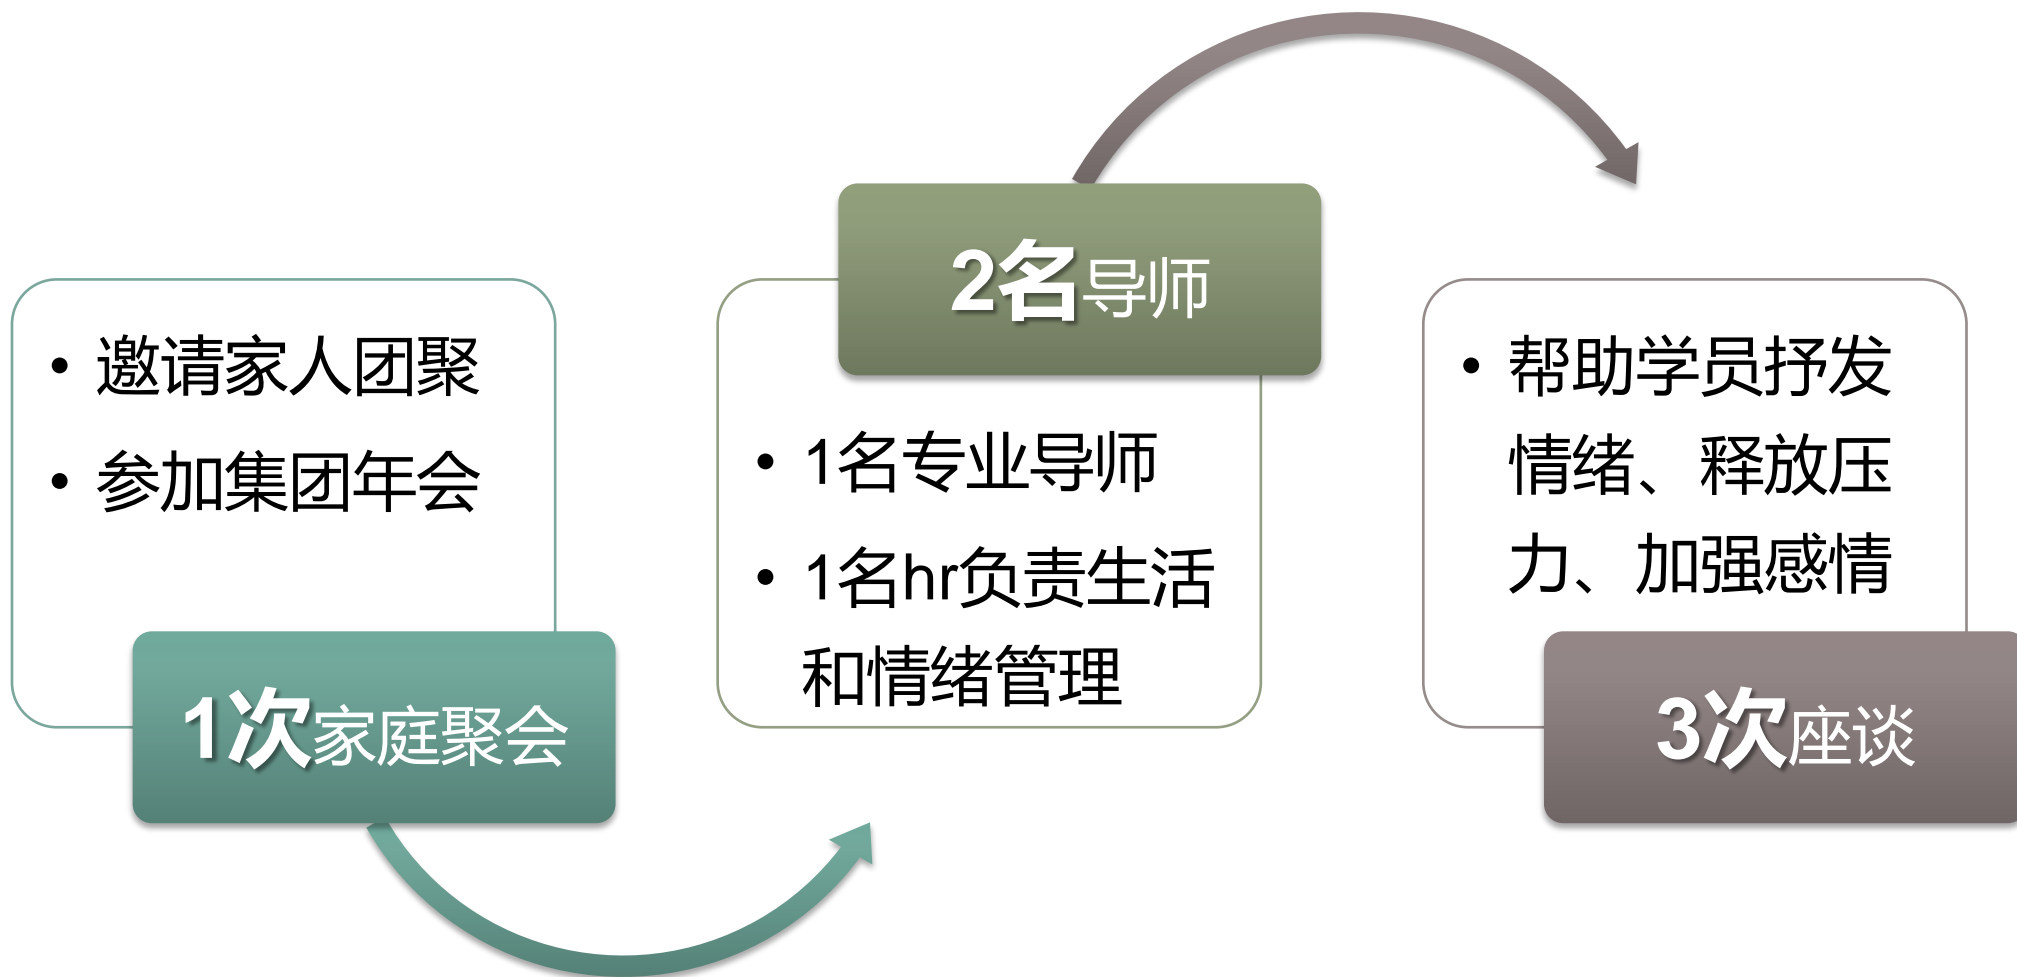 • 邀请家人团聚
• 参加集团年会
1次家庭聚会
2名导师
• 1名专业导师
• 1名hr负责生活
和情绪管理
• 帮助学员抒发
情绪、释放压
力、加强感情
3次座谈